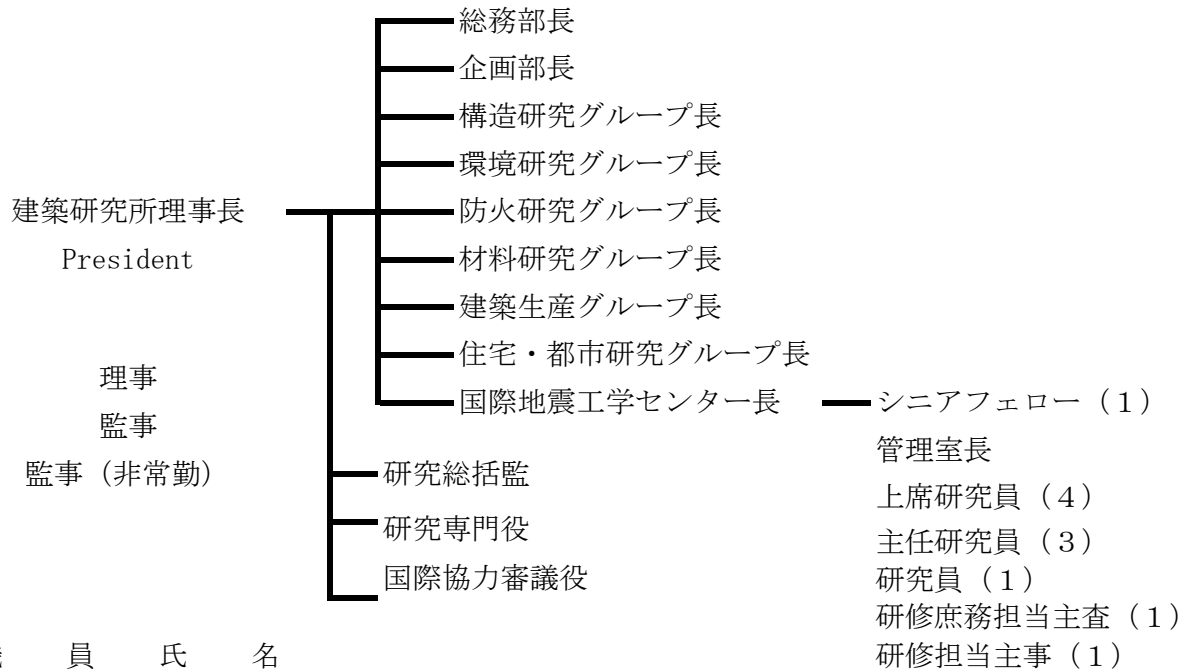 総務部長
企画部長
構造研究グループ長
環境研究グループ長
建築研究所理事長
防火研究グループ長
President
材料研究グループ長
建築生産グループ長
住宅・都市研究グループ長
理事
国際地震工学センター長
シニアフェロー（１）
監事
管理室長
監事（非常勤）
研究総括監
上席研究員（４）
研究専門役
主任研究員（３）
国際協力審議役
研究員（１）
研修庶務担当主査（１）
員　氏　名
研修担当主事（１）